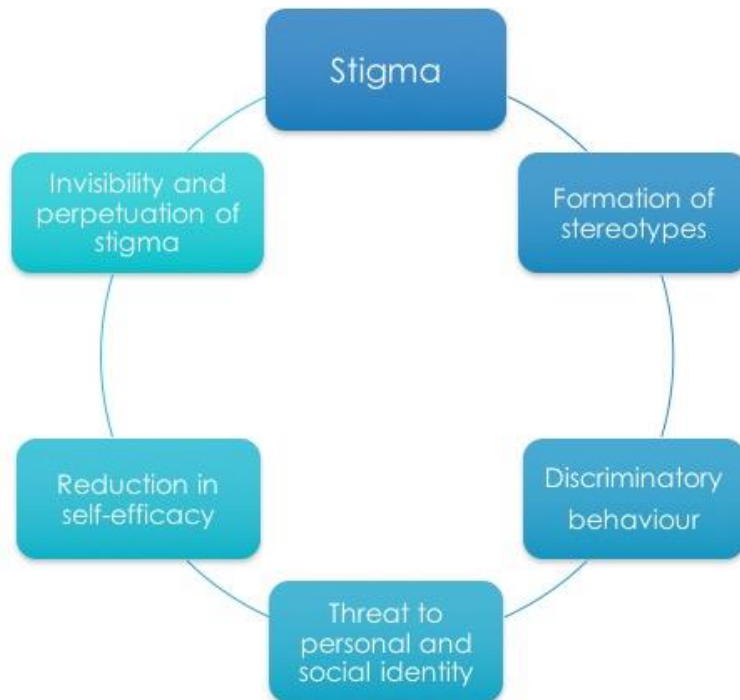 Stigma
Formation of
stereotypes
Discriminatory
behaviour
Threat to
personal and
social identity
Reduction in
self-efficacy
Invisibility and
perpetuation of
stigma